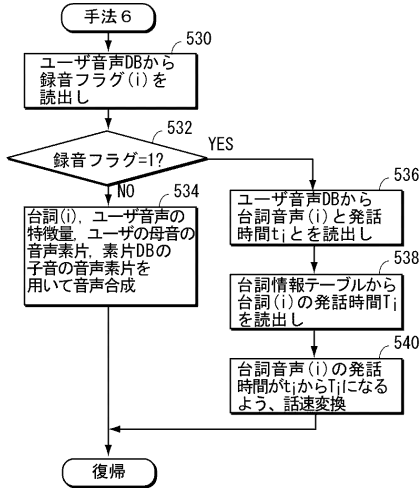 手法6
530
ユーザ音声DBから
録音フラグ(i)を
読出し
532
録音フラグ=1?
YES
NO
534
台詞(i), ユーザ音声の
特徴量, ユーザの母音の
音声素片, 素片DBの
子音の音声素片を
用いて音声合成
536
ユーザ音声DBから
台詞音声(i)と発話
時間tiとを読出し
538
台詞情報テーブルから
台詞(i)の発話時間Ti
を読出し
540
台詞音声(i)の発話
時間がtiからTiになる
よう、話速変換
復帰